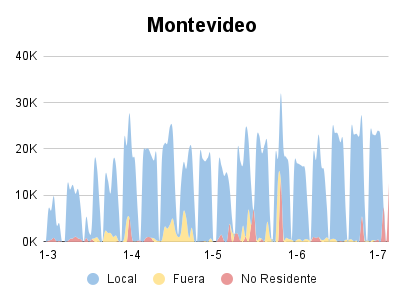 Montevideo
40K
30K
20K
10K
0K
1-3 1-4 1-5 1-6 1-7
Local Fuera No Residente